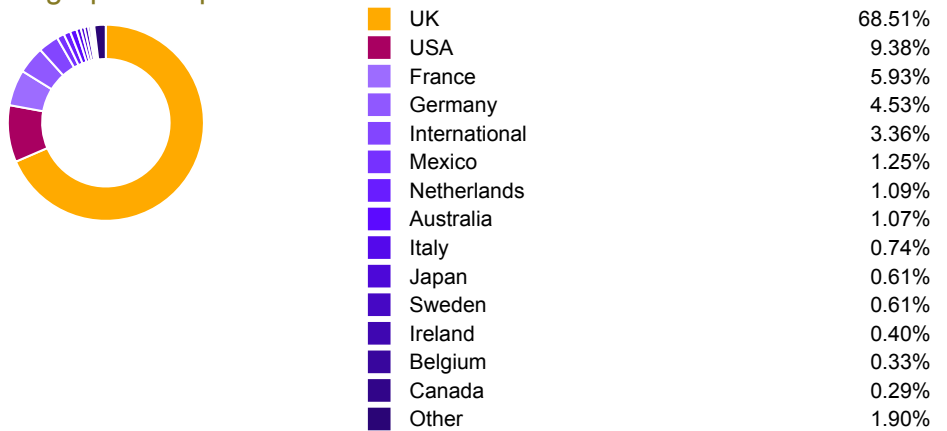 UK 68.51%
USA 9.38%
France 5.93%
Germany 4.53%
International 3.36%
Mexico 1.25%
Netherlands 1.09%
Australia 1.07%
Italy 0.74%
Japan 0.61%
Sweden 0.61%
Ireland 0.40%
Belgium 0.33%
Canada 0.29%
Other 1.90%